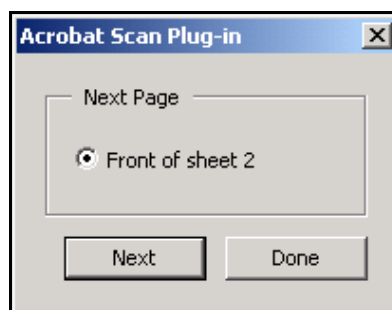 Acrobat Scan Plug-in
Next Page
Front of sheet 2
Next Done